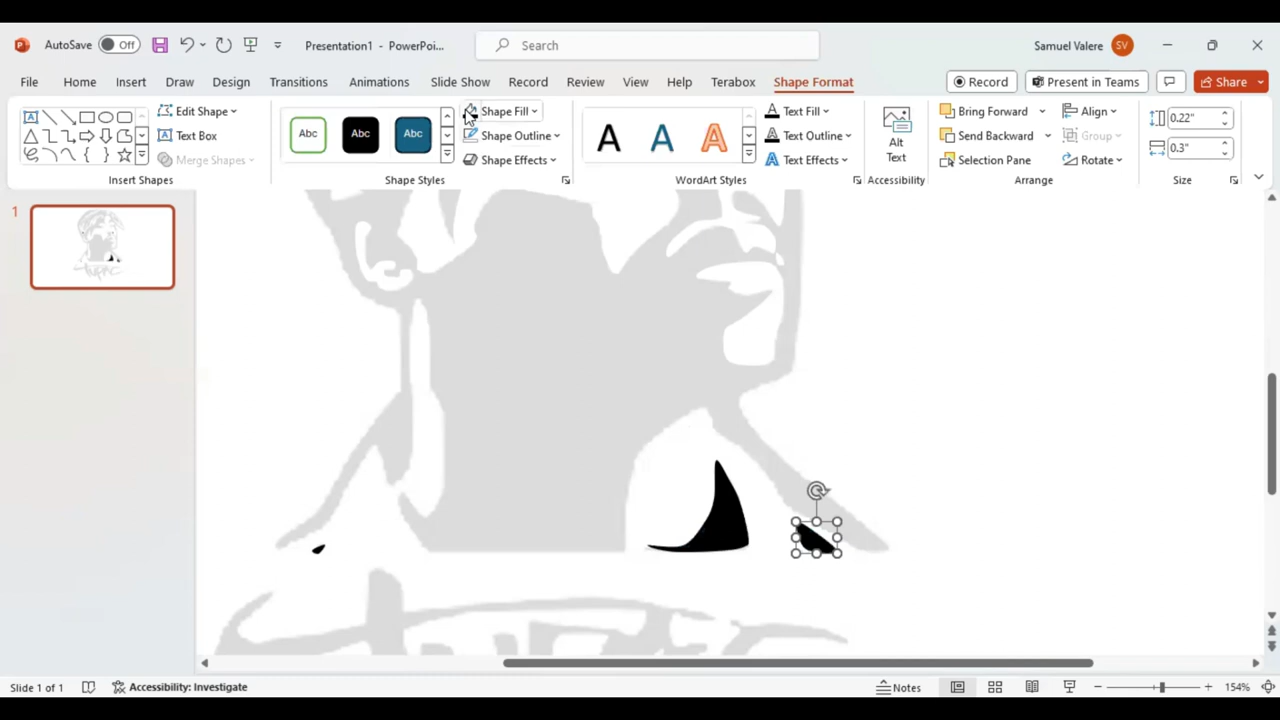 AutoSave Off Presentation1 - PowerPoi... Search Samuel Valere SV
File Home Insert Draw Design Transitions Animations Slide Show Record Review View Help Terabox Shape Format Record Present in Teams Share
Edit Shape Abc Abc Abc Shape Fill A A A Text Fill Alt Text Bring Forward Align 0.22"
Text Box Shape Outline Text Outline Send Backward Group 0.3"
Merge Shapes Shape Effects Text Effects Selection Pane Rotate
Insert Shapes Shape Styles WordArt Styles Accessibility Arrange Size
1
TUPAC
Slide 1 of 1 Accessibility: Investigate Notes 154%